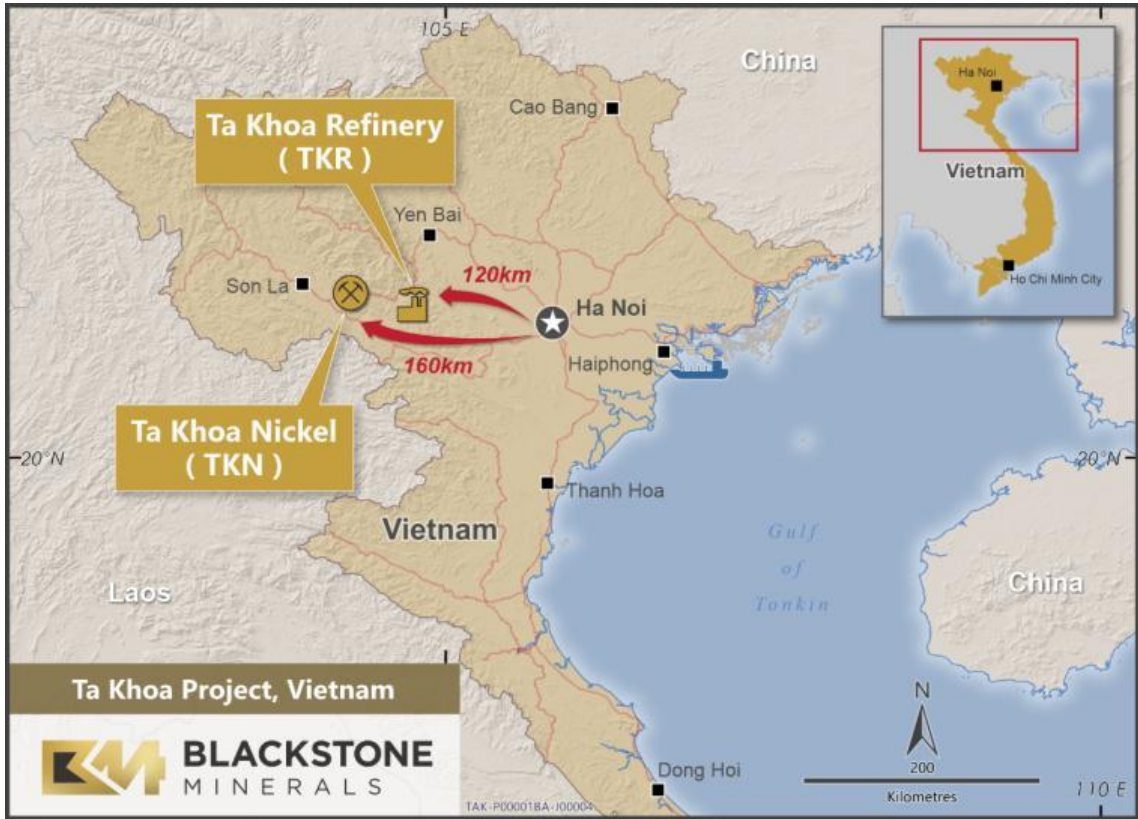 105 E
China
Ha Noi
Vietnam
Ho Chi Minh City
Cao Bang
Ta Khoa Refinery
( TKR )
Yen Bai
120km
Son La
Ha Noi
160km
Haiphong
Ta Khoa Nickel
( TKN )
20°N
20°N
Thanh Hoa
Vietnam
Gulf
of
Tonkin
China
Laos
Ta Khoa Project, Vietnam
BLACKSTONE
MINERALS
N
200
Kilometres
Dong Hoi
TAK-P00001BA-J00004
110 E